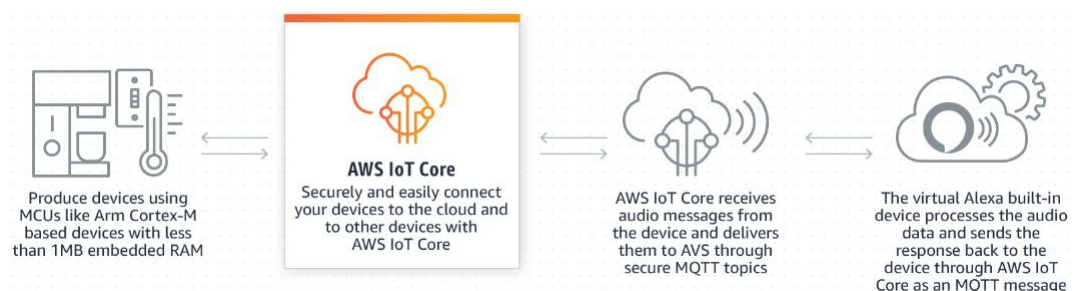 AWS IoT Core
Securely and easily connect
your devices to the cloud and
to other devices with
AWS IoT Core
Produce devices using
MCUs like Arm Cortex-M
based devices with less
than 1MB embedded RAM
AWS IoT Core receives
audio messages from
the device and delivers
them to AVS through
secure MQTT topics
The virtual Alexa built-in
device processes the audio
data and sends the
response back to the
device through AWS IoT
Core as an MQTT message